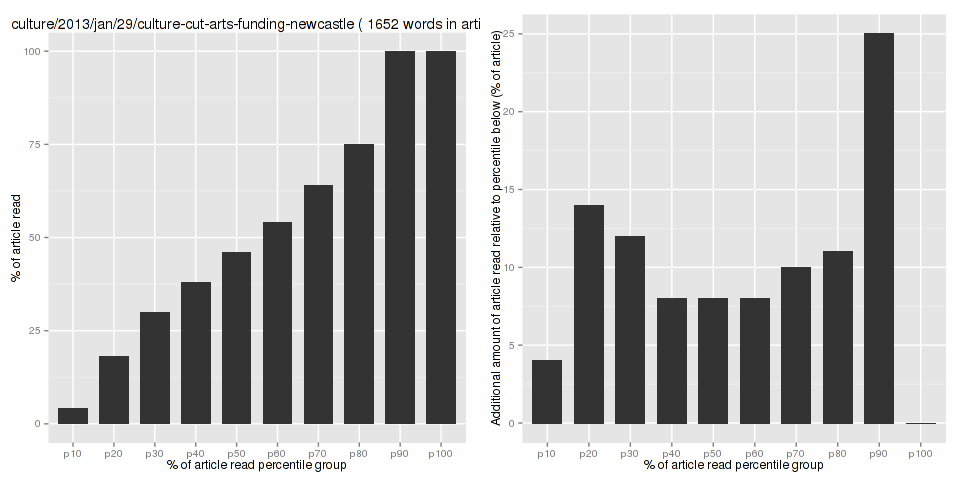 culture/2013/jan/29/culture-cut-arts-funding-newcastle ( 1652 words in arti
% of article read
100
75
50
25
0
p10 p20 p30 p40 p50 p60 p70 p80 p90 p100
% of article read percentile group
Additional amount of article read relative to percentile below (% of article)
25
20
15
10
5
0
p10 p20 p30 p40 p50 p60 p70 p80 p90 p100
% of article read percentile group